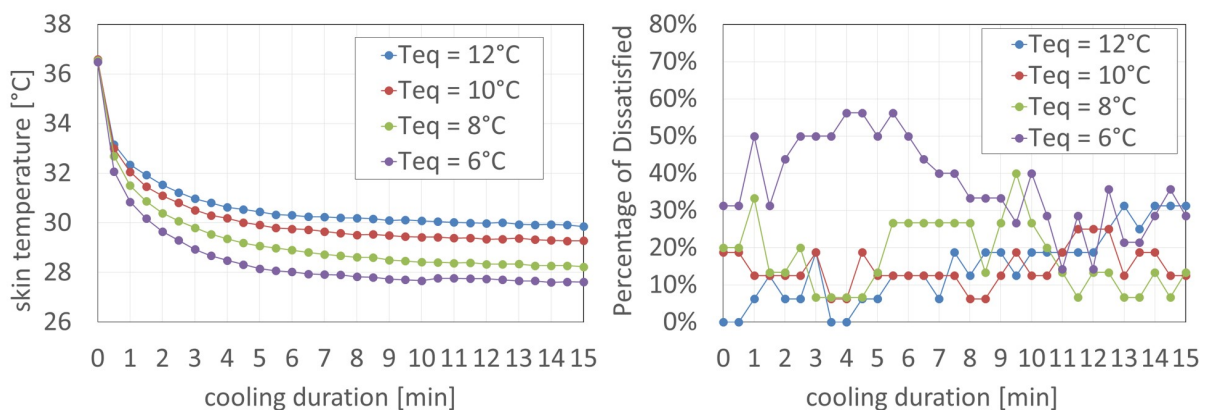 38
36
34
32
30
28
26
skin temperature [°C]
Teq = 12°C
Teq = 10°C
Teq = 8°C
Teq = 6°C
0 1 2 3 4 5 6 7 8 9 10 11 12 13 14 15
cooling duration [min]
80%
70%
60%
50%
40%
30%
20%
10%
0%
Percentage of Dissatisfied
Teq = 12°C
Teq = 10°C
Teq = 8°C
Teq = 6°C
0 1 2 3 4 5 6 7 8 9 10 11 12 13 14 15
cooling duration [min]